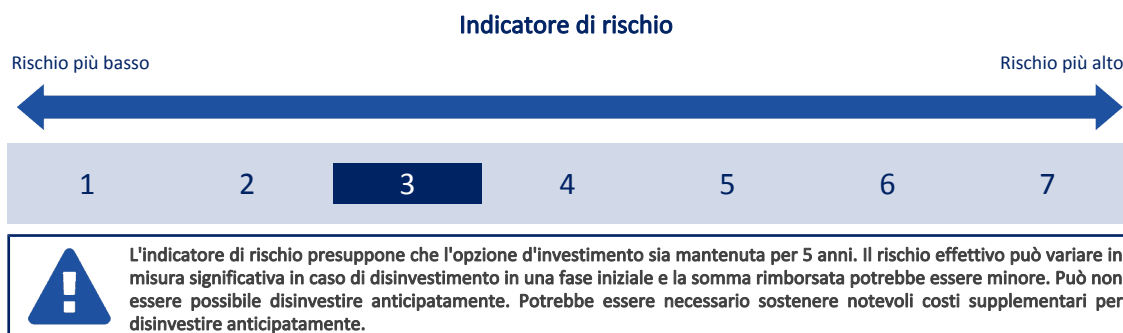 Indicatore di rischio
Rischio più basso
Rischio più alto
1 2 3 4 5 6 7
L'indicatore di rischio presuppone che l'opzione d'investimento sia mantenuta per 5 anni. Il rischio effettivo può variare in
misura significativa in caso di disinvestimento in una fase iniziale e la somma rimborsata potrebbe essere minore. Può non
essere possibile disinvestire anticipatamente. Potrebbe essere necessario sostenere notevoli costi supplementari per
disinvestire anticipatamente.